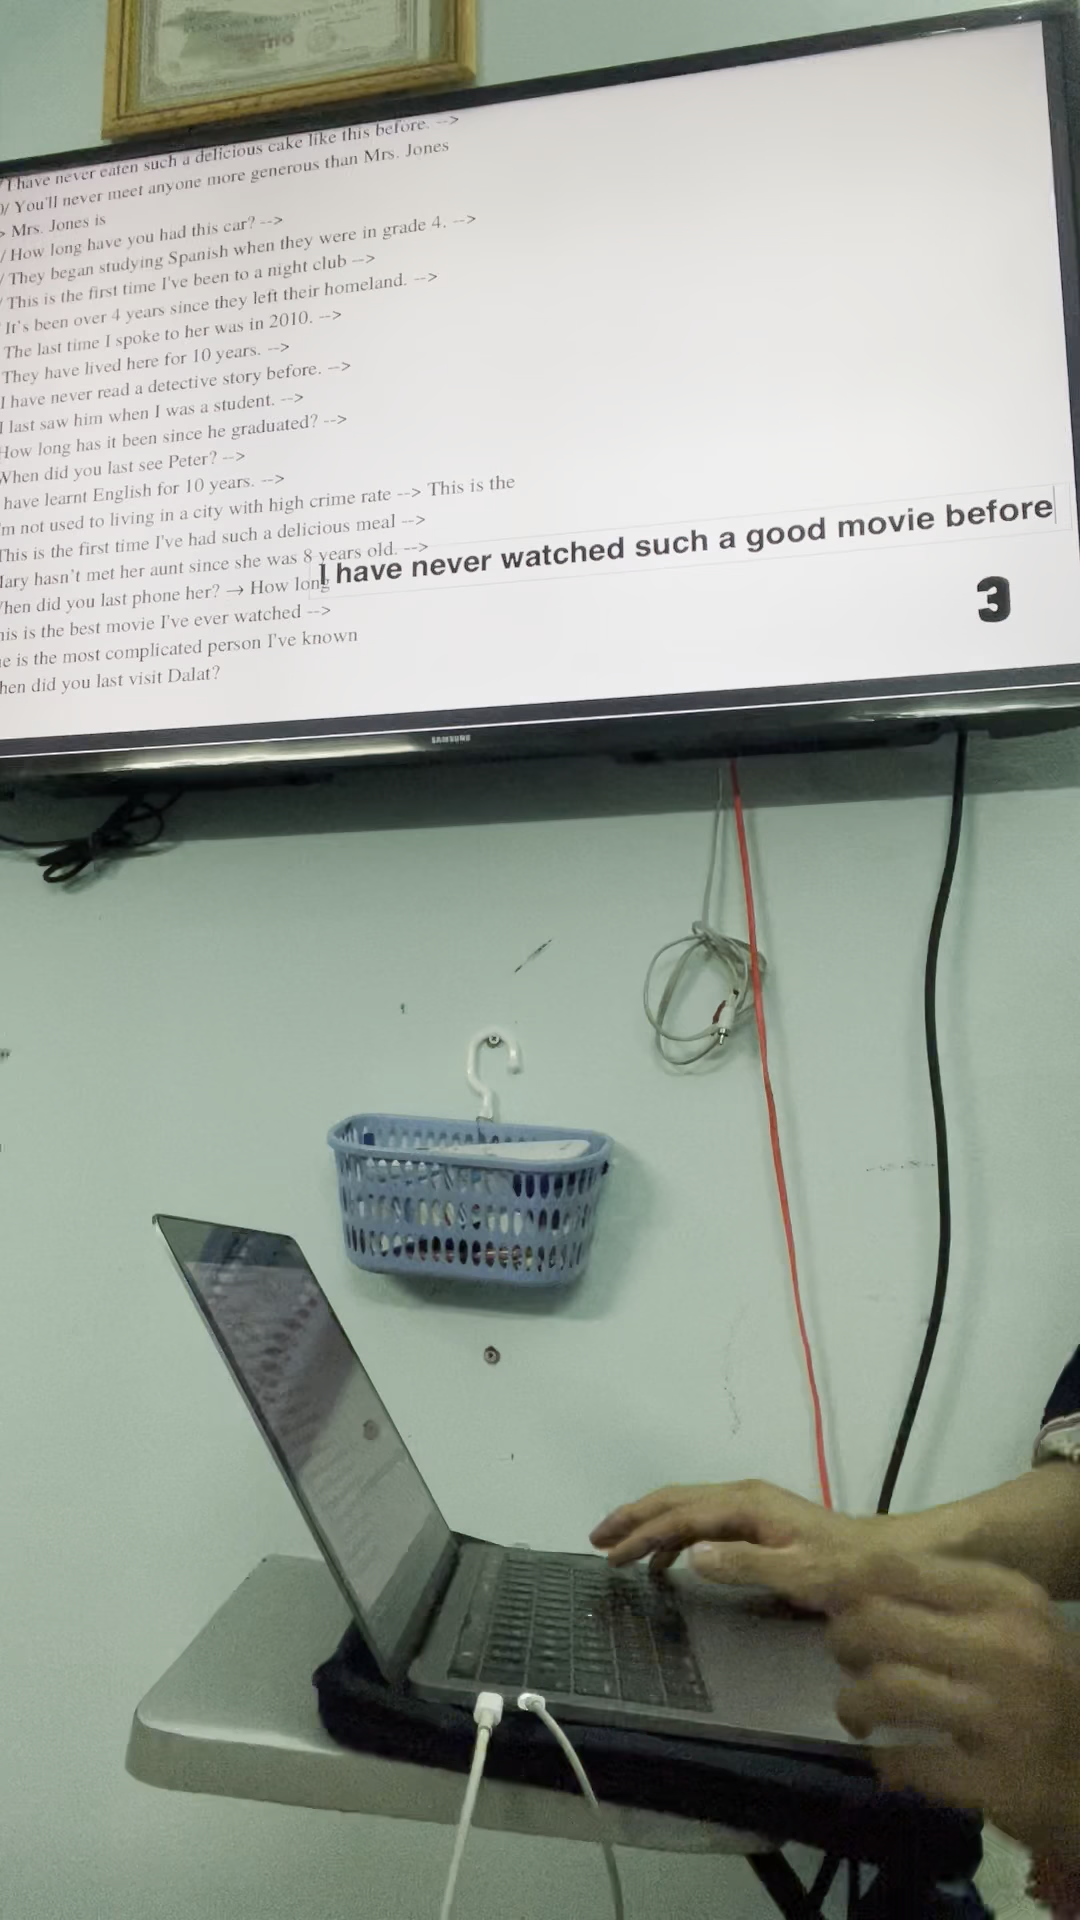 I have never eaten such a delicious cake like this before. -->
)/ You'll never meet anyone more generous than Mrs. Jones
> Mrs. Jones is
/ How long have you had this car? -->
/ They began studying Spanish when they were in grade 4. -->
This is the first time I've been to a night club -->
It's been over 4 years since they left their homeland. -->
The last time I spoke to her was in 2010. -->
They have lived here for 10 years. -->
I have never read a detective story before. -->
I last saw him when I was a student. -->
How long has it been since he graduated? -->
When did you last see Peter? -->
have learnt English for 10 years. -->
'm not used to living in a city with high crime rate --> This is the
This is the first time I've had such a delicious meal -->
ary hasn't met her aunt since she was 8 years old. -->
hen did you last phone her? → How long
I have never watched such a good movie before
his is the best movie I've ever watched -->
e is the most complicated person I've known
hen did you last visit Dalat?
3
SAMSUNG